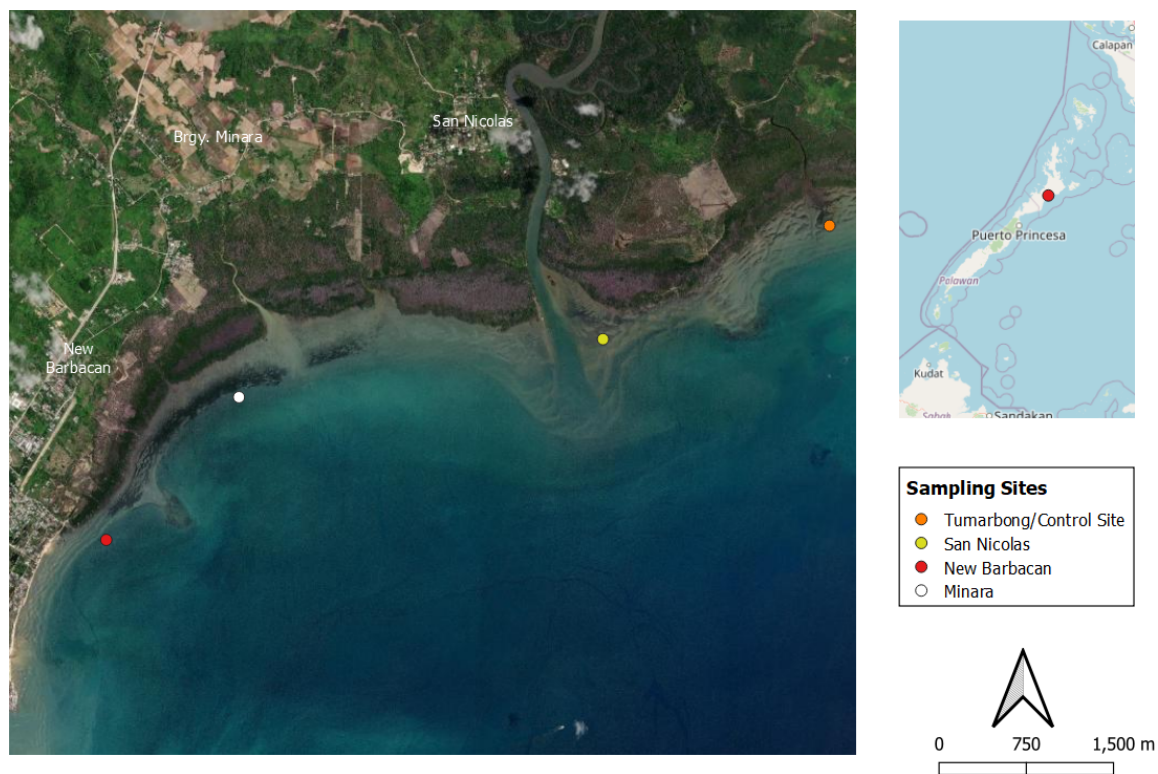 San Nicolas
Brgy. Minara
New
Barbacan
Calapan
Puerto Princesa
Palawan
Kudat
Sabah
Sandakan
Sampling Sites
Tumarbong/Control Site
San Nicolas
New Barbacan
Minara
0 750 1,500 m